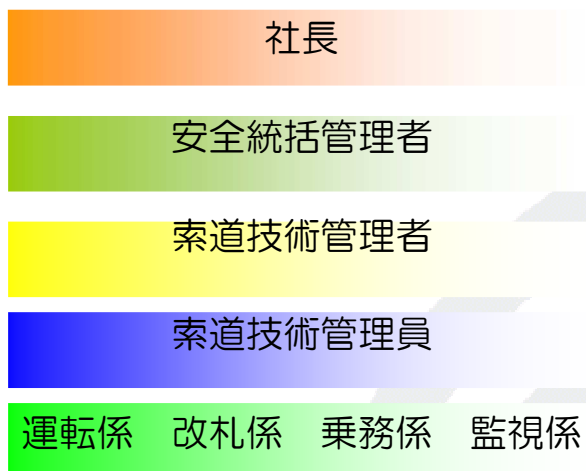 社長
安全統括管理者
索道技術管理者
索道技術管理員
運転係 改札係 乗務係 監視係